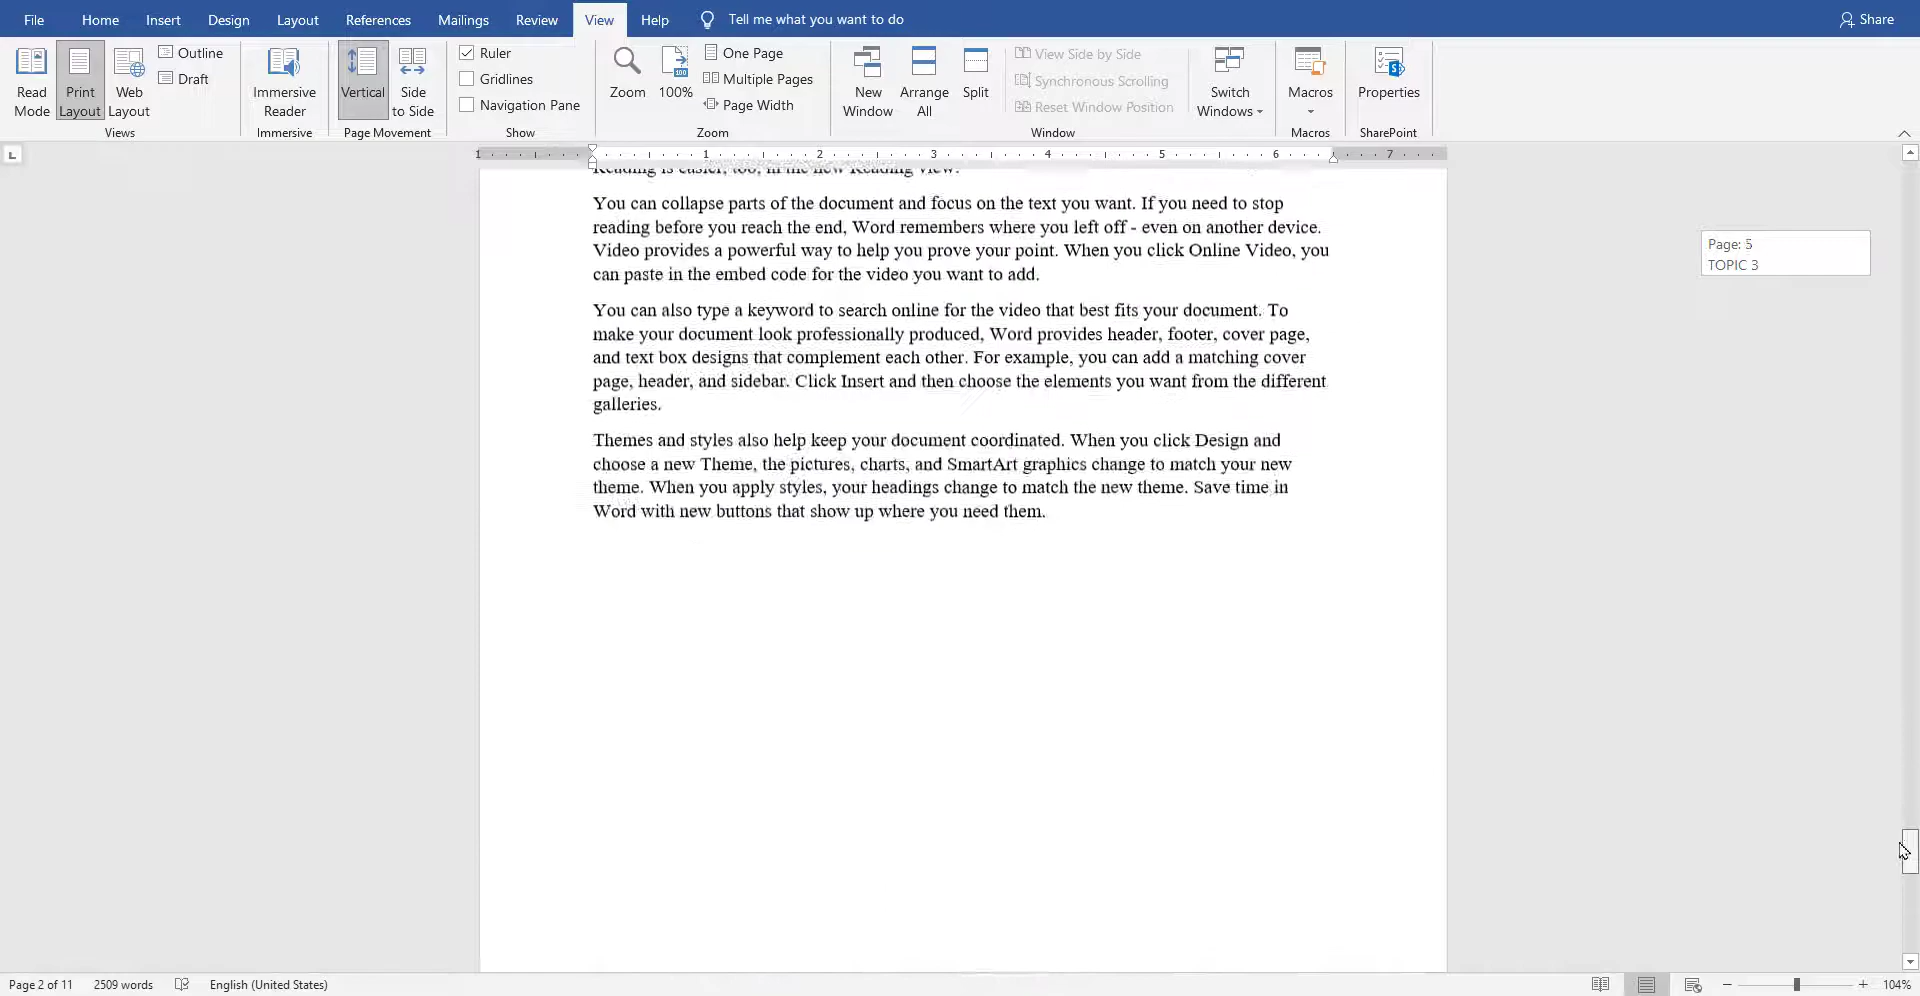 File Home Insert Design Layout References Mailings Review View Help Tell me what you want to do Share
Read Mode
Print Layout
Web Layout
Outline
Draft
Views
Immersive Reader
Immersive
Vertical
Side to Side
Page Movement
Ruler
Gridlines
Navigation Pane
Show
Zoom
100
100%
One Page
Multiple Pages
Page Width
Zoom
New Window
Arrange All
Split
View Side by Side
Synchronous Scrolling
Reset Window Position
Switch Windows
Window
Macros
Macros
Properties
SharePoint
1 1 2 3 4 5 6 7
Reading is easier, too, in the new Reading view.
You can collapse parts of the document and focus on the text you want. If you need to stop
reading before you reach the end, Word remembers where you left off - even on another device.
Video provides a powerful way to help you prove your point. When you click Online Video, you
can paste in the embed code for the video you want to add.
You can also type a keyword to search online for the video that best fits your document. To
make your document look professionally produced, Word provides header, footer, cover page,
and text box designs that complement each other. For example, you can add a matching cover
page, header, and sidebar. Click Insert and then choose the elements you want from the different
galleries.
Themes and styles also help keep your document coordinated. When you click Design and
choose a new Theme, the pictures, charts, and SmartArt graphics change to match your new
theme. When you apply styles, your headings change to match the new theme. Save time in
Word with new buttons that show up where you need them.
Page: 5
TOPIC 3
Page 2 of 11 2509 words English (United States) 104%